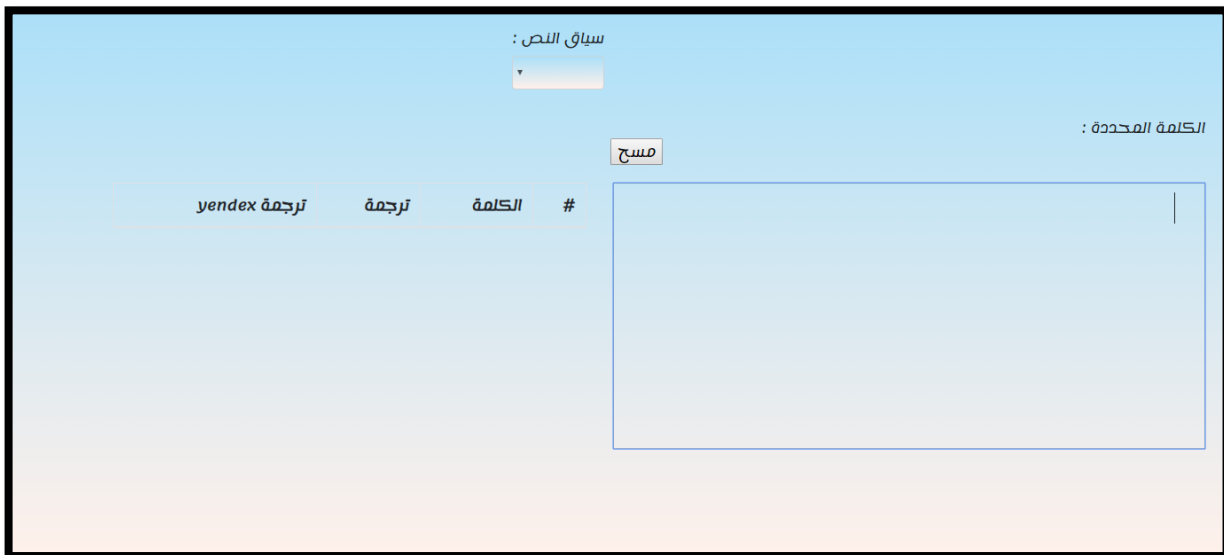 سياق النص :
الكلمة المحددة :
مسح
# الكلمة ترجمة ترجمة yendex